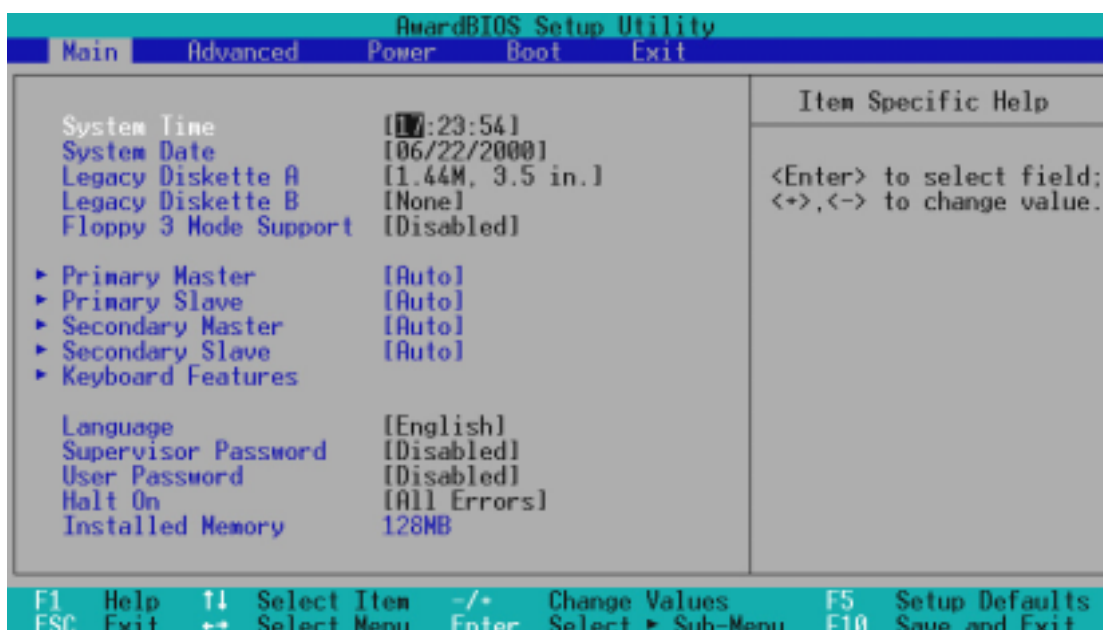 AwardBIOS Setup Utility
Main Advanced Power Boot Exit
Item Specific Help
System Time [17:23:54]
System Date [06/22/2000]
Legacy Diskette A [1.44M, 3.5 in.]
Legacy Diskette B [None]
Floppy 3 Mode Support [Disabled]
<Enter> to select field;
<+>,<-> to change value.
▶ Primary Master [Auto]
▶ Primary Slave [Auto]
▶ Secondary Master [Auto]
▶ Secondary Slave [Auto]
▶ Keyboard Features
Language [English]
Supervisor Password [Disabled]
User Password [Disabled]
Halt On [All Errors]
Installed Memory 128MB
F1 Help ↑↓ Select Item -/+ Change Values F5 Setup Defaults
ESC Exit ←→ Select Menu Enter Select ▶ Sub-Menu F10 Save and Exit